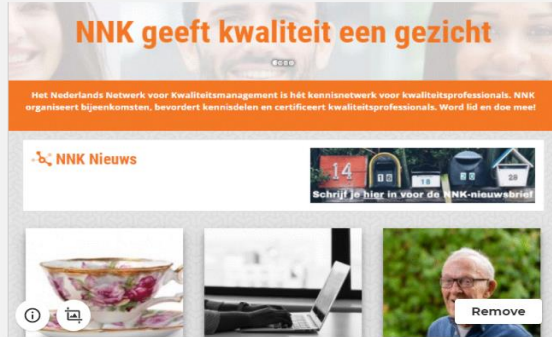 NNK geeft kwaliteit een gezicht
Het Nederlands Netwerk voor Kwaliteitsmanagement is hét kennisnetwerk voor kwaliteitsprofessionals. NNK
organiseert bijeenkomsten, bevordert kennisdelen en certificeert kwaliteitsprofessionals. Word lid en doe mee!
NNK Nieuws
14
16
18
20
28
Schrijf je hier in voor de NNK-nieuwsbrief
Remove